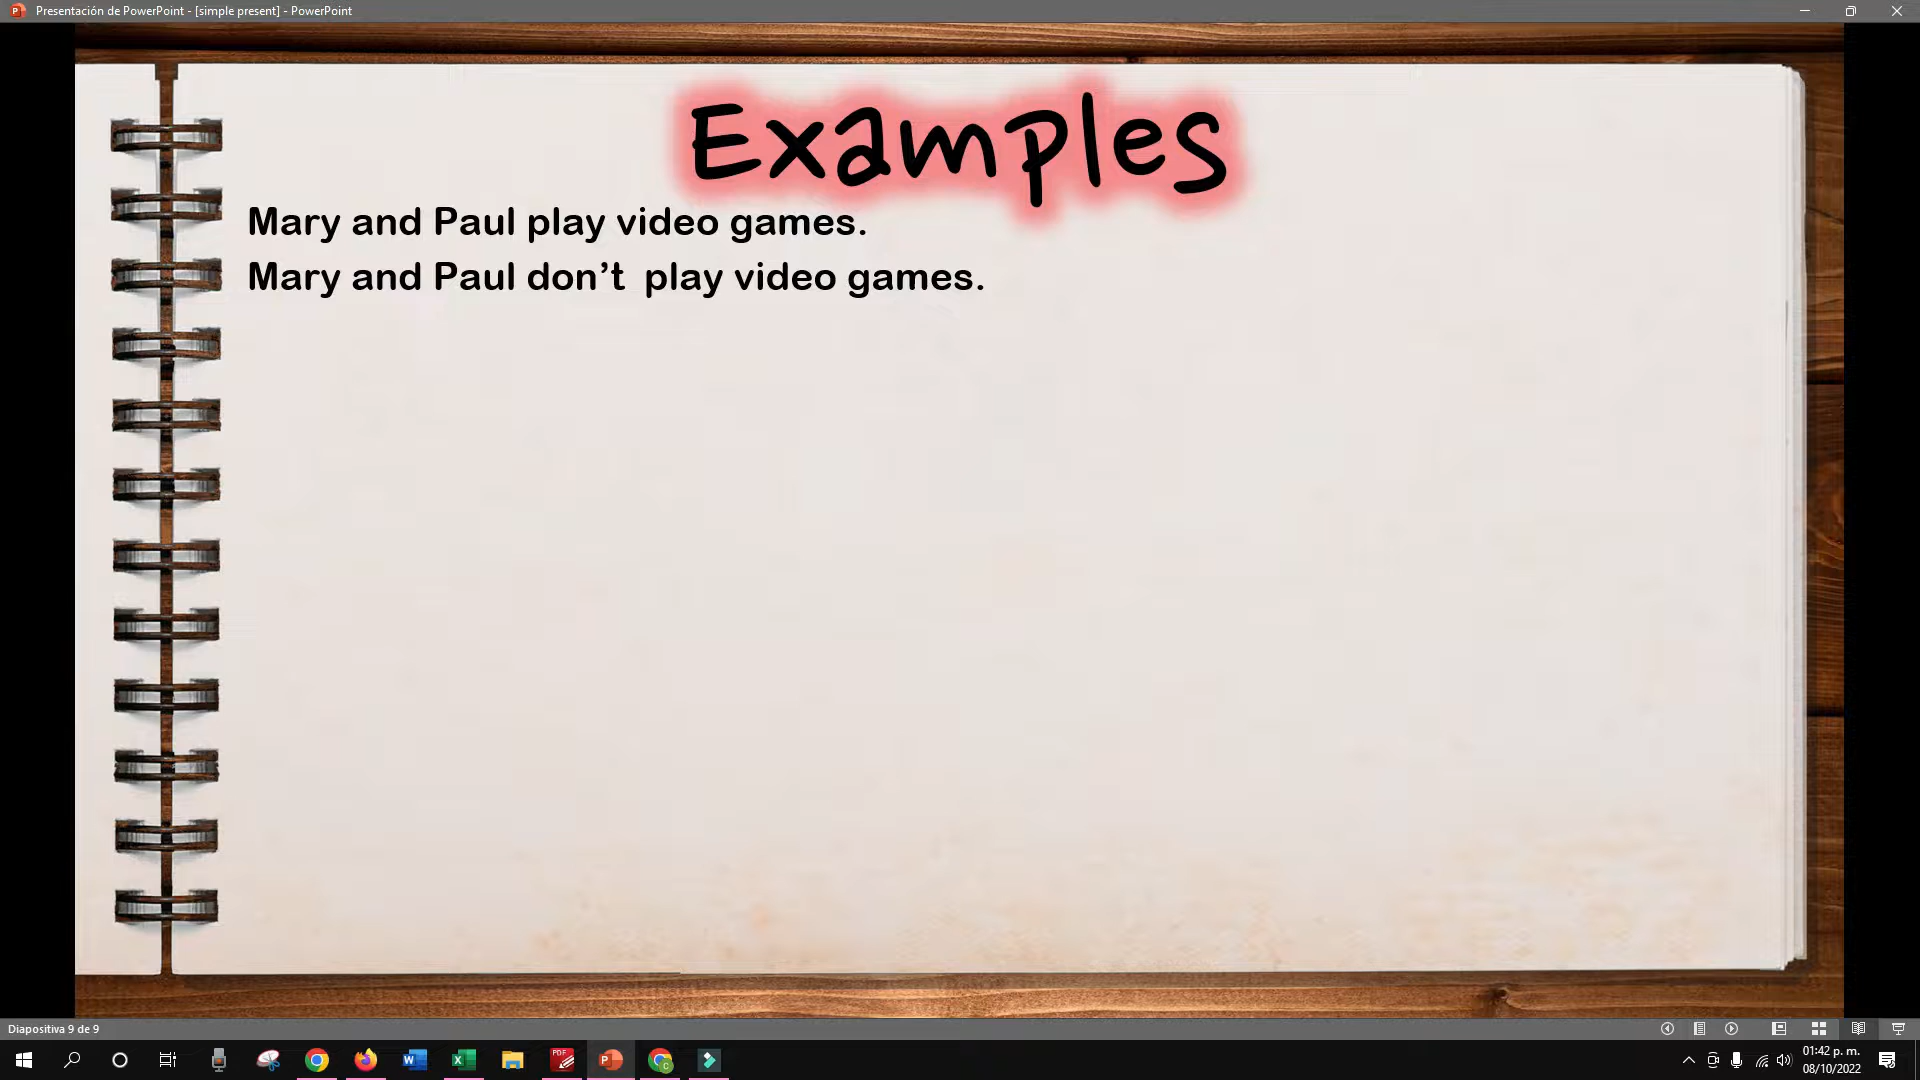 Presentación de PowerPoint - [simple present] - PowerPoint
Examples
Mary and Paul play video games.
Mary and Paul don’t play video games.
Diapositiva 9 de 9
01:42 p. m.
08/10/2022